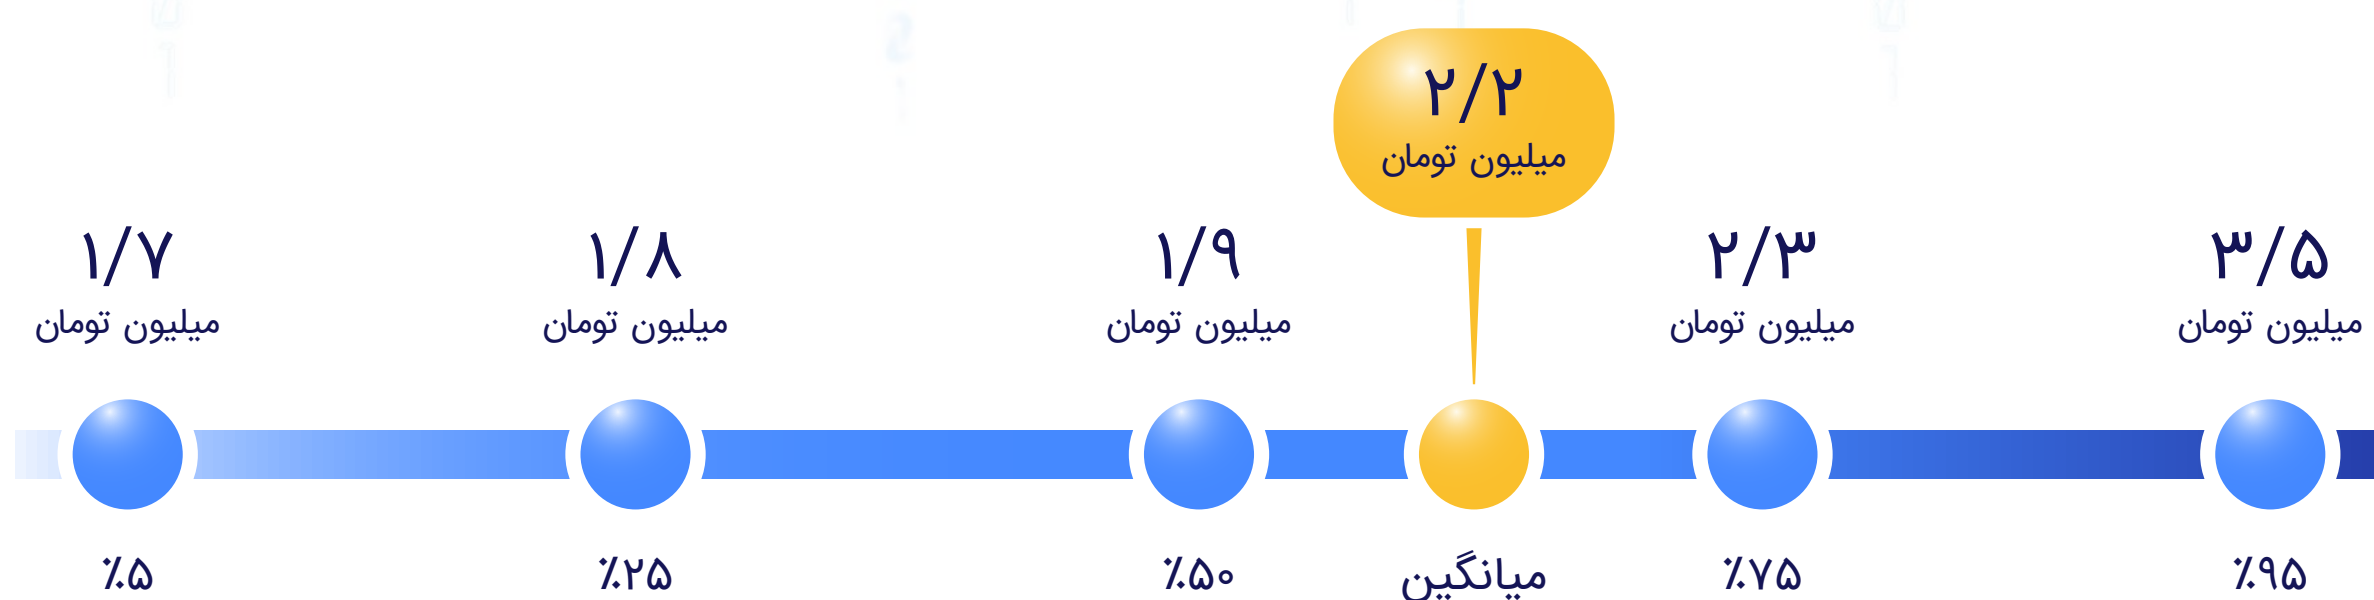 ۲/۲
میلیون تومان
۱/۷
میلیون تومان
۱/۸
میلیون تومان
۱/۹
میلیون تومان
۲/۳
میلیون تومان
۳/۵
میلیون تومان
٪۵
٪۲۵
٪۵۰
میانگین
٪۷۵
٪۹۵